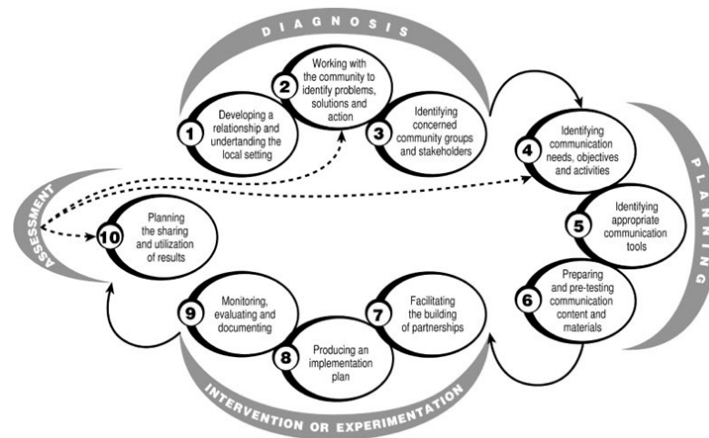 DIAGNOSIS
1
Developing
a relationship and
undertanding the
local setting
2
Working with
the community to
identify problems,
solutions and
action
3
Identifying
concerned
community groups
and stakeholders
4
Identifying
communication
needs, objectives
and activities
PLANNING
5
Identifying
appropriate
communication
tools
6
Preparing
and pre-testing
communication
content and
materials
7
Facilitating
the building
of partnerships
8
Producing an
implementation
plan
9
Monitoring,
evaluating and
documenting
INTERVENTION OR EXPERIMENTATION
10
Planning
the sharing
and utilization
of results
ASSESSMENT